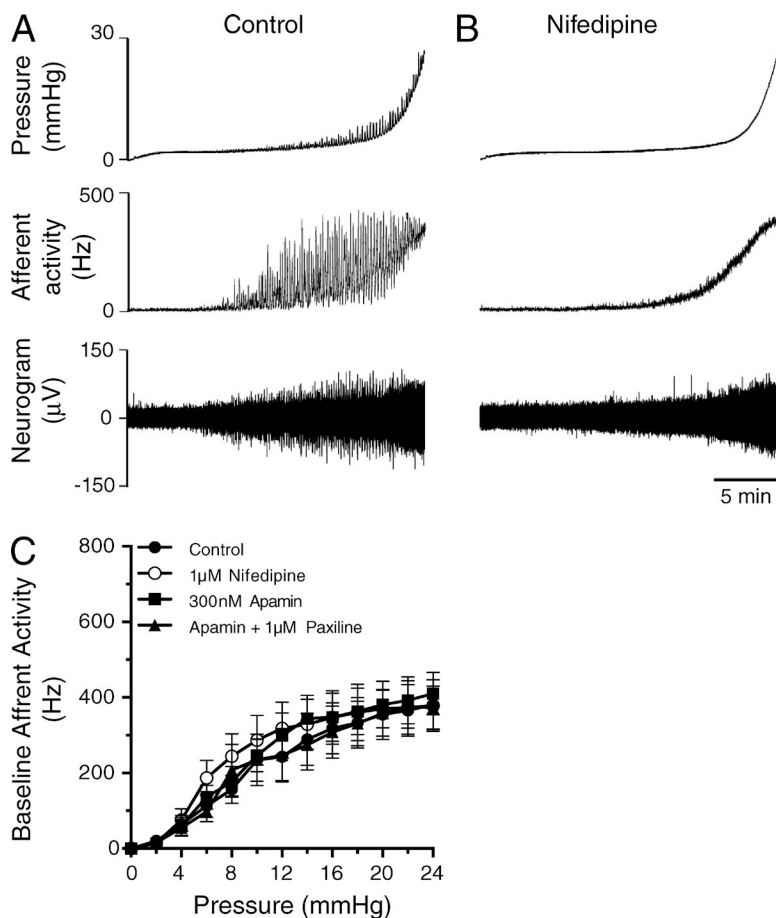 A Control B Nifedipine
30
Pressure
(mmHg)
0
500
Afferent
activity
(Hz)
0
150
Neurogram
(µV)
0
-150
5 min
C
800
Control
1µM Nifedipine
300nM Apamin
Apamin + 1µM Paxiline
600
Baseline Affrent Activity
(Hz)
400
200
0
0 4 8 12 16 20 24
Pressure (mmHg)